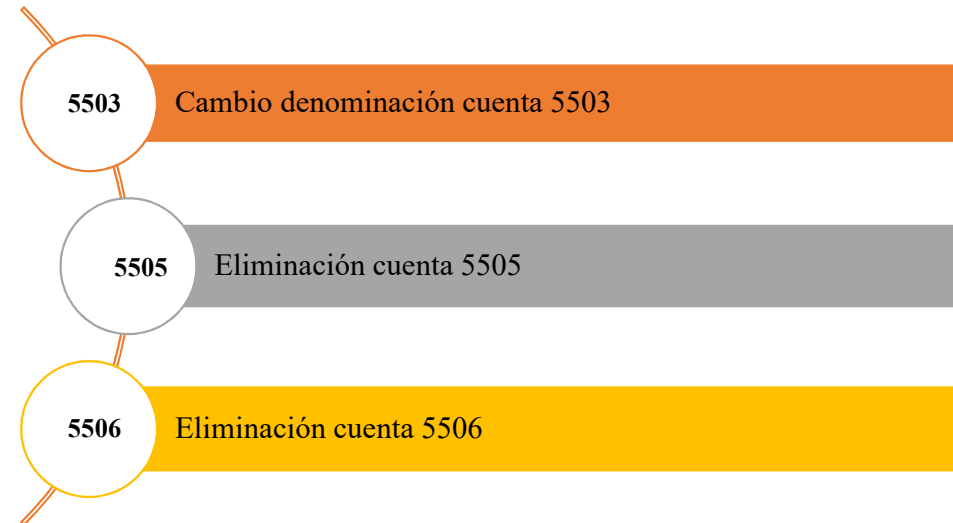 5503
Cambio denominación cuenta 5503
5505
Eliminación cuenta 5505
5506
Eliminación cuenta 5506